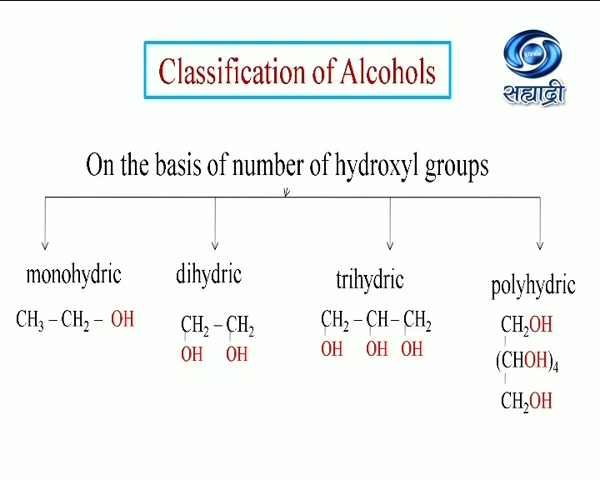 Classification of Alcohols
सह्याद्री
On the basis of number of hydroxyl groups
monohydric
CH₃ – CH₂ – OH
dihydric
CH₂ – CH₂
OH OH
trihydric
CH₂ – CH – CH₂
OH OH OH
polyhydric
CH₂OH
(CHOH)₄
CH₂OH